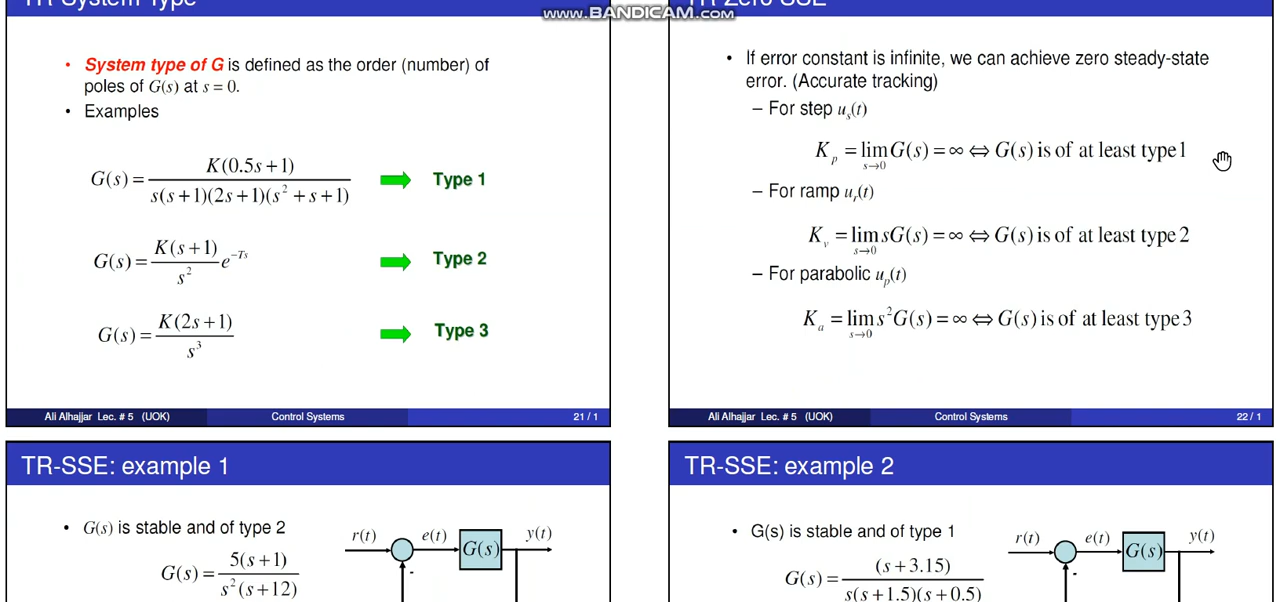 www.BANDICAM.com
TR-System Type
• System type of G is defined as the order (number) of
poles of G(s) at s = 0.
• Examples
G(s) = K(0.5s+1) / s(s+1)(2s+1)(s² + s + 1)
Type 1
G(s) = K(s+1) / s² e^{-Ts}
Type 2
G(s) = K(2s+1) / s³
Type 3
Ali Alhajjar Lec. # 5 (UOK) Control Systems 21 / 1
TR-Zero SSE
• If error constant is infinite, we can achieve zero steady-state
error. (Accurate tracking)
– For step u_s(t)
K_p = lim_{s→0} G(s) = ∞ ⇔ G(s) is of at least type 1
– For ramp u_r(t)
K_v = lim_{s→0} sG(s) = ∞ ⇔ G(s) is of at least type 2
– For parabolic u_p(t)
K_a = lim_{s→0} s²G(s) = ∞ ⇔ G(s) is of at least type 3
Ali Alhajjar Lec. # 5 (UOK) Control Systems 22 / 1
TR-SSE: example 1
• G(s) is stable and of type 2
G(s) = 5(s+1) / s²(s+12)
r(t) e(t) G(s) y(t)
-
TR-SSE: example 2
• G(s) is stable and of type 1
G(s) = (s+3.15) / s(s+1.5)(s+0.5)
r(t) e(t) G(s) y(t)
-